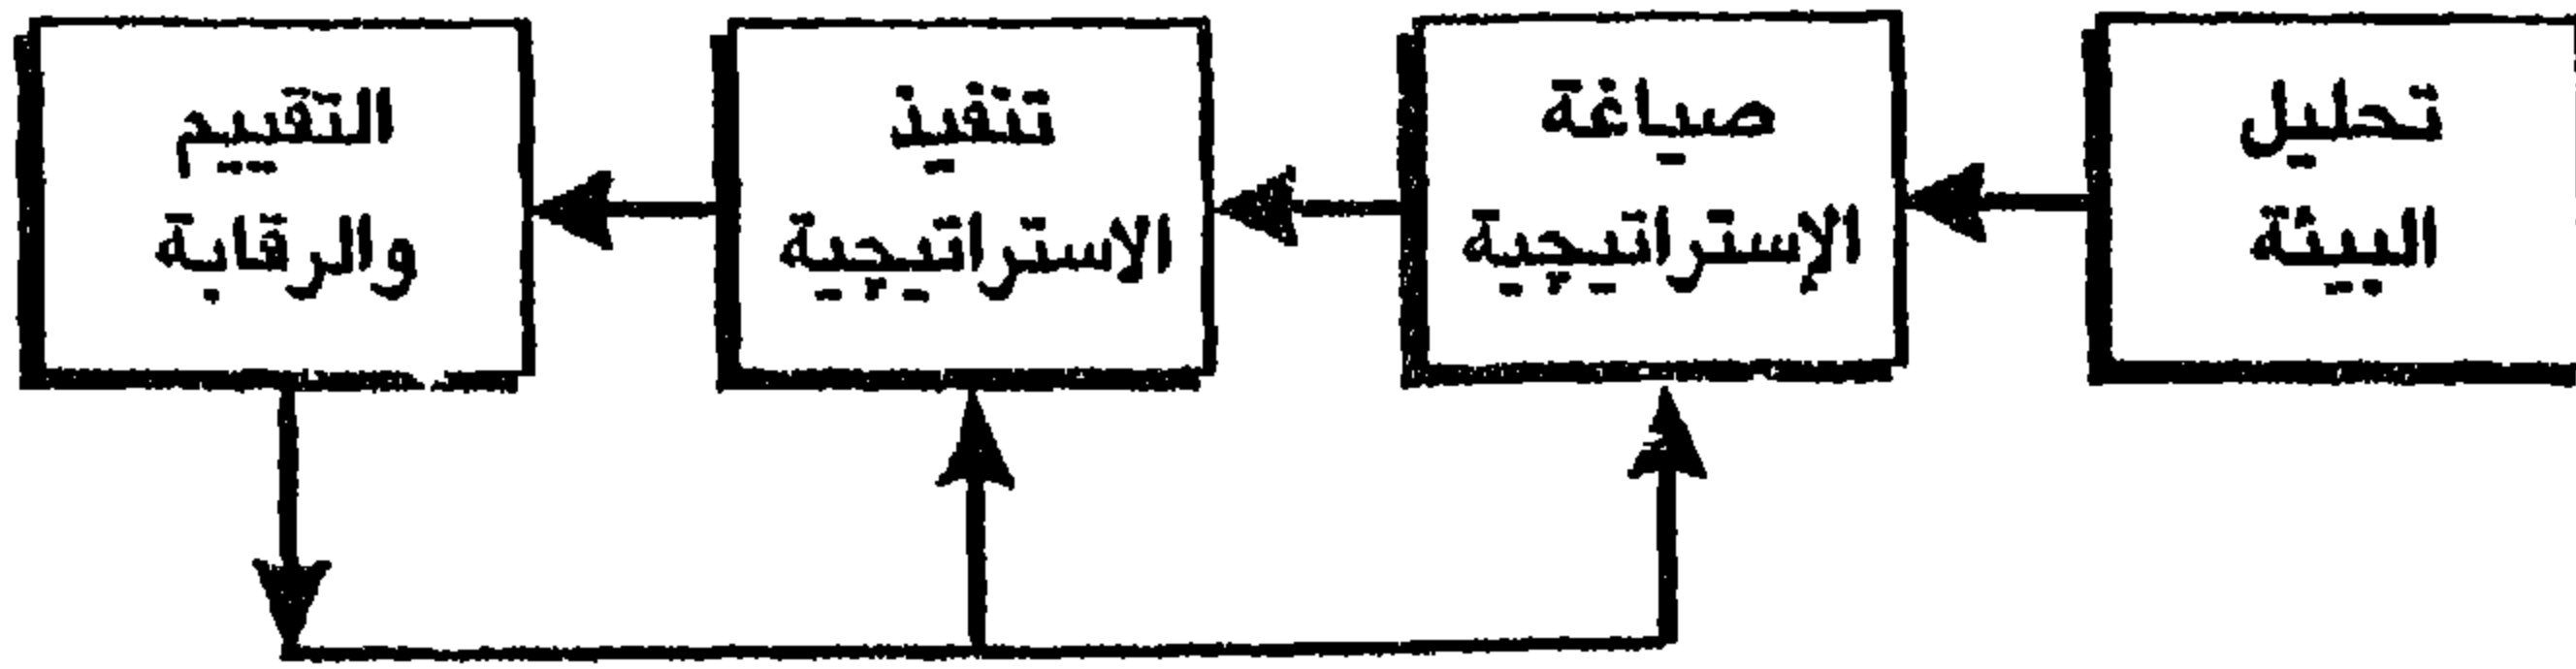 تحليل
البيئة
صياغة
الإستراتيجية
تنفيذ
الاستراتيجية
التقييم
والرقابة